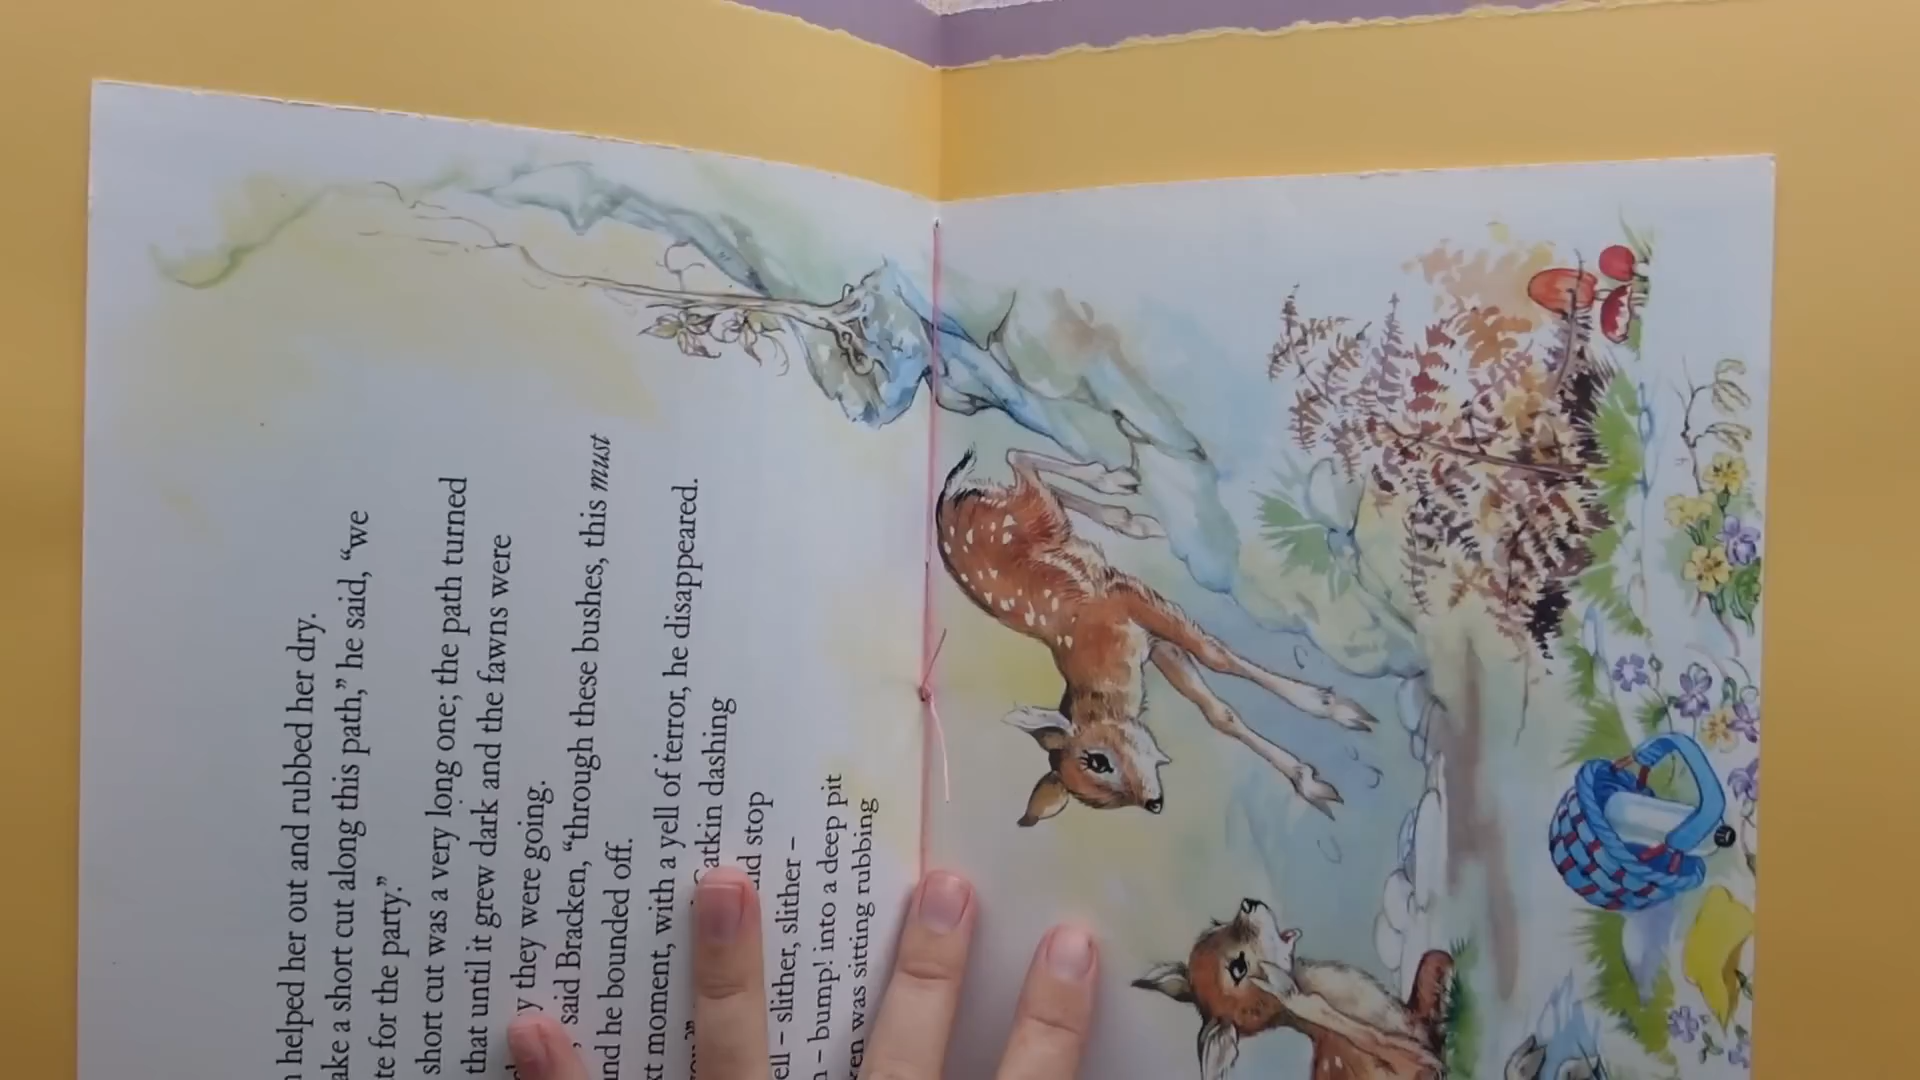 helped her out and rubbed her dry.
ake a short cut along this path,” he said, “we
te for the party.”
short cut was a very long one; the path turned
that until it grew dark and the fawns were
y they were going.
said Bracken, “through these bushes, this must
nd he bounded off.
xt moment, with a yell of terror, he disappeared.
atkin dashing
ld stop
ell – slither, slither –
– bump! into a deep pit
ken was sitting rubbing